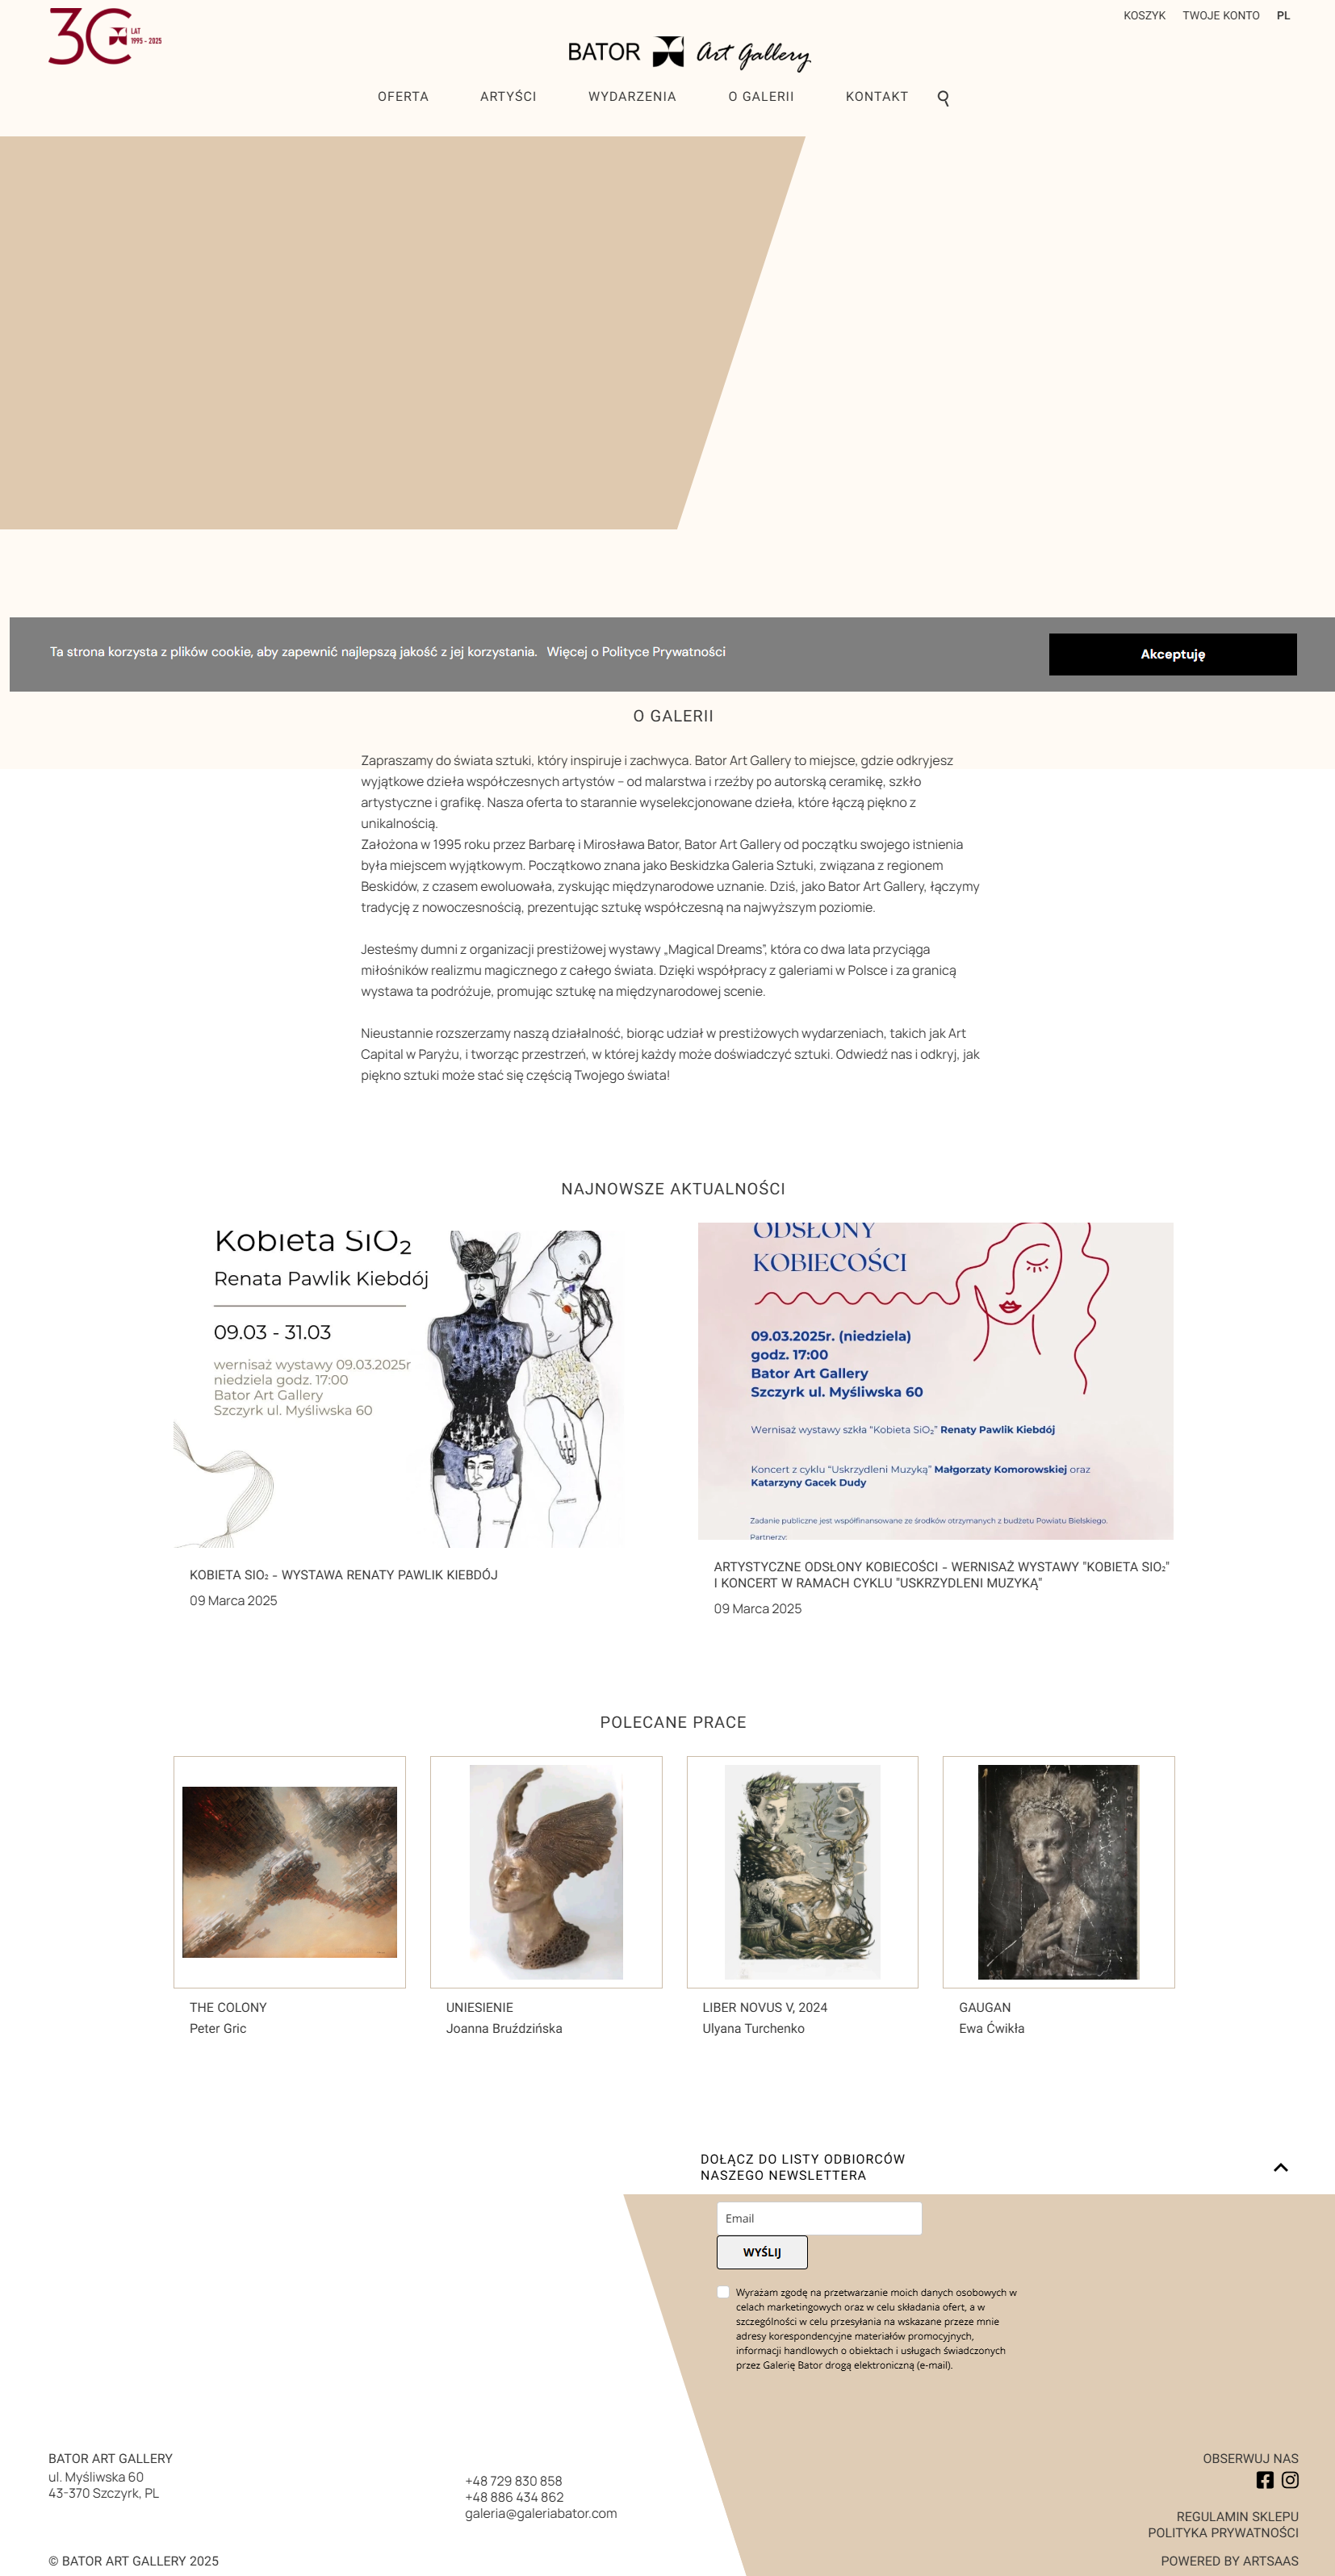 30 LAT
1995 - 2025
KOSZYK TWOJE KONTO PL
BATOR Art Gallery
OFERTA ARTYŚCI WYDARZENIA O GALERII KONTAKT
Ta strona korzysta z plików cookie, aby zapewnić najlepszą jakość z jej korzystania. Więcej o Polityce Prywatności
Akceptuję
O GALERII
Zapraszamy do świata sztuki, który inspiruje i zachwyca. Bator Art Gallery to miejsce, gdzie odkryjesz
wyjątkowe dzieła współczesnych artystów – od malarstwa i rzeźby po autorską ceramikę, szkło
artystyczne i grafikę. Nasza oferta to starannie wyselekcjonowane dzieła, które łączą piękno z
unikalnością.
Założona w 1995 roku przez Barbarę i Mirosława Bator, Bator Art Gallery od początku swojego istnienia
była miejscem wyjątkowym. Początkowo znana jako Beskidzka Galeria Sztuki, związana z regionem
Beskidów, z czasem ewoluowała, zyskując międzynarodowe uznanie. Dziś, jako Bator Art Gallery, łączymy
tradycję z nowoczesnością, prezentując sztukę współczesną na najwyższym poziomie.
Jesteśmy dumni z organizacji prestiżowej wystawy „Magical Dreams”, która co dwa lata przyciąga
miłośników realizmu magicznego z całego świata. Dzięki współpracy z galeriami w Polsce i za granicą
wystawa ta podróżuje, promując sztukę na międzynarodowej scenie.
Nieustannie rozszerzamy naszą działalność, biorąc udział w prestiżowych wydarzeniach, takich jak Art
Capital w Paryżu, i tworząc przestrzeń, w której każdy może doświadczyć sztuki. Odwiedź nas i odkryj, jak
piękno sztuki może stać się częścią Twojego świata!
NAJNOWSZE AKTUALNOŚCI
Kobieta SiO₂
Renata Pawlik Kiebdój
09.03 - 31.03
wernisaż wystawy 09.03.2025r
niedziela godz. 17:00
Bator Art Gallery
Szczyrk ul. Myśliwska 60
KOBIETA SIO₂ - WYSTAWA RENATY PAWLIK KIEBDÓJ
09 Marca 2025
ODSŁONY
KOBIECOŚCI
09.03.2025r. (niedziela)
godz. 17:00
Bator Art Gallery
Szczyrk ul. Myśliwska 60
Wernisaż wystawy szkła “Kobieta SiO₂” Renaty Pawlik Kiebdój
Koncert z cyklu “Uskrzydleni Muzyką” Małgorzaty Komorowskiej oraz
Katarzyny Gacek Dudy
Zadanie publiczne jest współfinansowane ze środków otrzymanych z budżetu Powiatu Bielskiego.
Partnerzy:
ARTYSTYCZNE ODSŁONY KOBIECOŚCI - WERNISAŻ WYSTAWY "KOBIETA SIO₂"
I KONCERT W RAMACH CYKLU "USKRZYDLENI MUZYKĄ"
09 Marca 2025
POLECANE PRACE
THE COLONY
Peter Gric
UNIESIENIE
Joanna Bruździńska
LIBER NOVUS V, 2024
Ulyana Turchenko
GAUGAN
Ewa Ćwikła
DOŁĄCZ DO LISTY ODBIORCÓW
NASZEGO NEWSLETTERA
Email
WYŚLIJ
Wyrażam zgodę na przetwarzanie moich danych osobowych w
celach marketingowych oraz w celu składania ofert, a w
szczególności w celu przesyłania na wskazane przeze mnie
adresy korespondencyjne materiałów promocyjnych,
informacji handlowych o obiektach i usługach świadczonych
przez Galerię Bator drogą elektroniczną (e-mail).
BATOR ART GALLERY
ul. Myśliwska 60
43-370 Szczyrk, PL
+48 729 830 858
+48 886 434 862
galeria@galeriabator.com
OBSERWUJ NAS
REGULAMIN SKLEPU
POLITYKA PRYWATNOŚCI
© BATOR ART GALLERY 2025
POWERED BY ARTSAAS